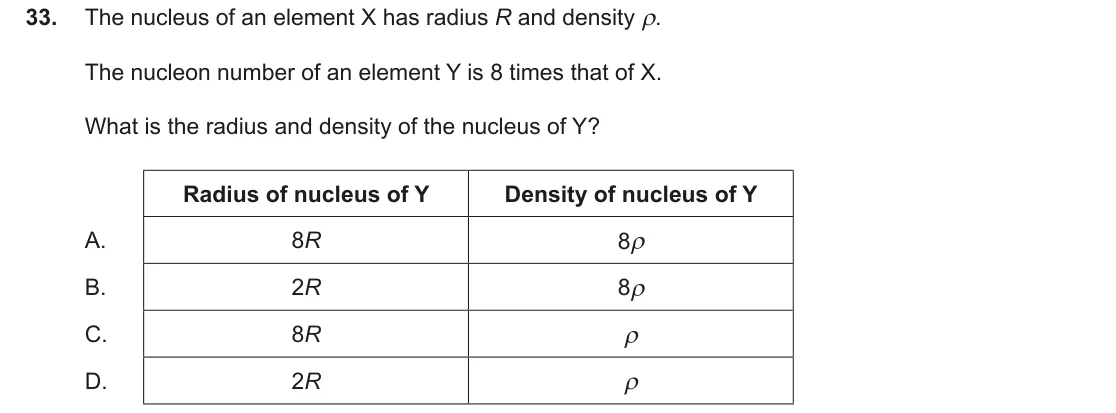 33. The nucleus of an element X has radius R and density ρ.
The nucleon number of an element Y is 8 times that of X.
What is the radius and density of the nucleus of Y?
Radius of nucleus of Y Density of nucleus of Y
A. 8R 8ρ
B. 2R 8ρ
C. 8R ρ
D. 2R ρ